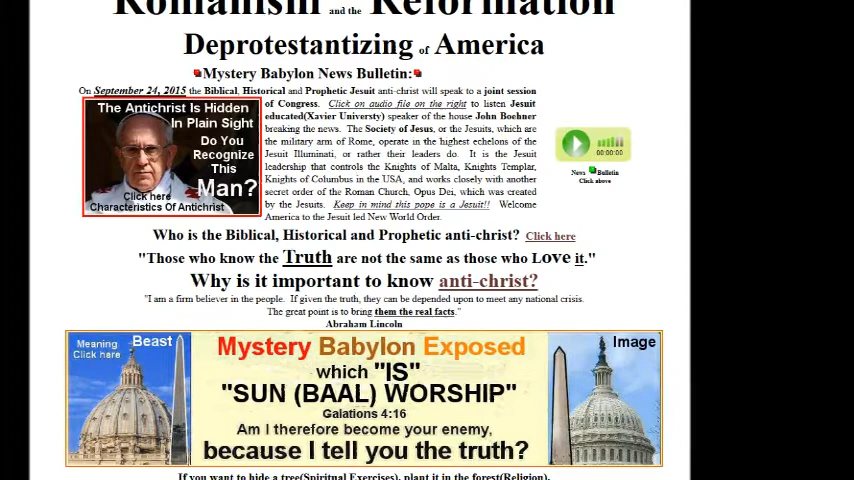 Romanism and the Reformation
Deprotestantizing of America
Mystery Babylon News Bulletin:
On September 24, 2015 the Biblical, Historical and Prophetic Jesuit anti-christ will speak to a joint session
of Congress. Click on audio file on the right to listen Jesuit
educated(Xavier Universty) speaker of the house John Boehner
breaking the news. The Society of Jesus, or the Jesuits, which are
the military arm of Rome, operate in the highest echelons of the
Jesuit Illuminati, or rather their leaders do. It is the Jesuit
leadership that controls the Knights of Malta, Knights Templar,
Knights of Columbus in the USA, and works closely with another
secret order of the Roman Church, Opus Dei, which was created
by the Jesuits. Keep in mind this pope is a Jesuit!! Welcome
America to the Jesuit led New World Order.
The Antichrist Is Hidden
In Plain Sight
Do You
Recognize
This
Man?
Click here
Characteristics Of Antichrist
00:00:00
News Bulletin
Click above
Who is the Biblical, Historical and Prophetic anti-christ? Click here
"Those who know the Truth are not the same as those who Love it."
Why is it important to know anti-christ?
"I am a firm believer in the people. If given the truth, they can be depended upon to meet any national crisis.
The great point is to bring them the real facts."
Abraham Lincoln
Meaning
Click here
Beast
Mystery Babylon Exposed
which "IS"
"SUN (BAAL) WORSHIP"
Galations 4:16
Am I therefore become your enemy,
because I tell you the truth?
Image
If you want to hide a tree(Spiritual Exercises), plant it in the forest(Religion).